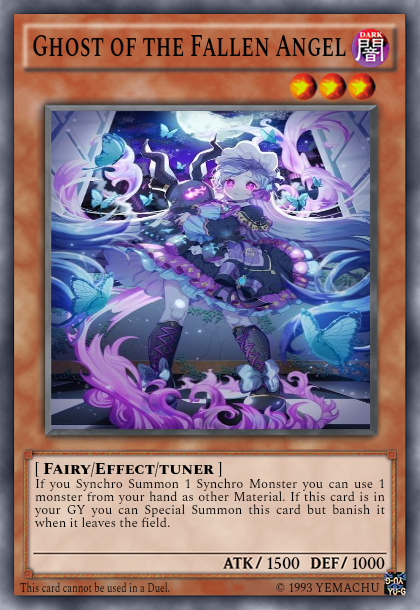 Ghost of the Fallen Angel
DARK
闇
[ Fairy/Effect/tuner ]
If you Synchro Summon 1 Synchro Monster you can use 1
monster from your hand as other Material. If this card is in
your GY you can Special Summon this card but banish it
when it leaves the field.
ATK / 1500 DEF / 1000
This card cannot be used in a Duel.
© 1993 YEMACHU